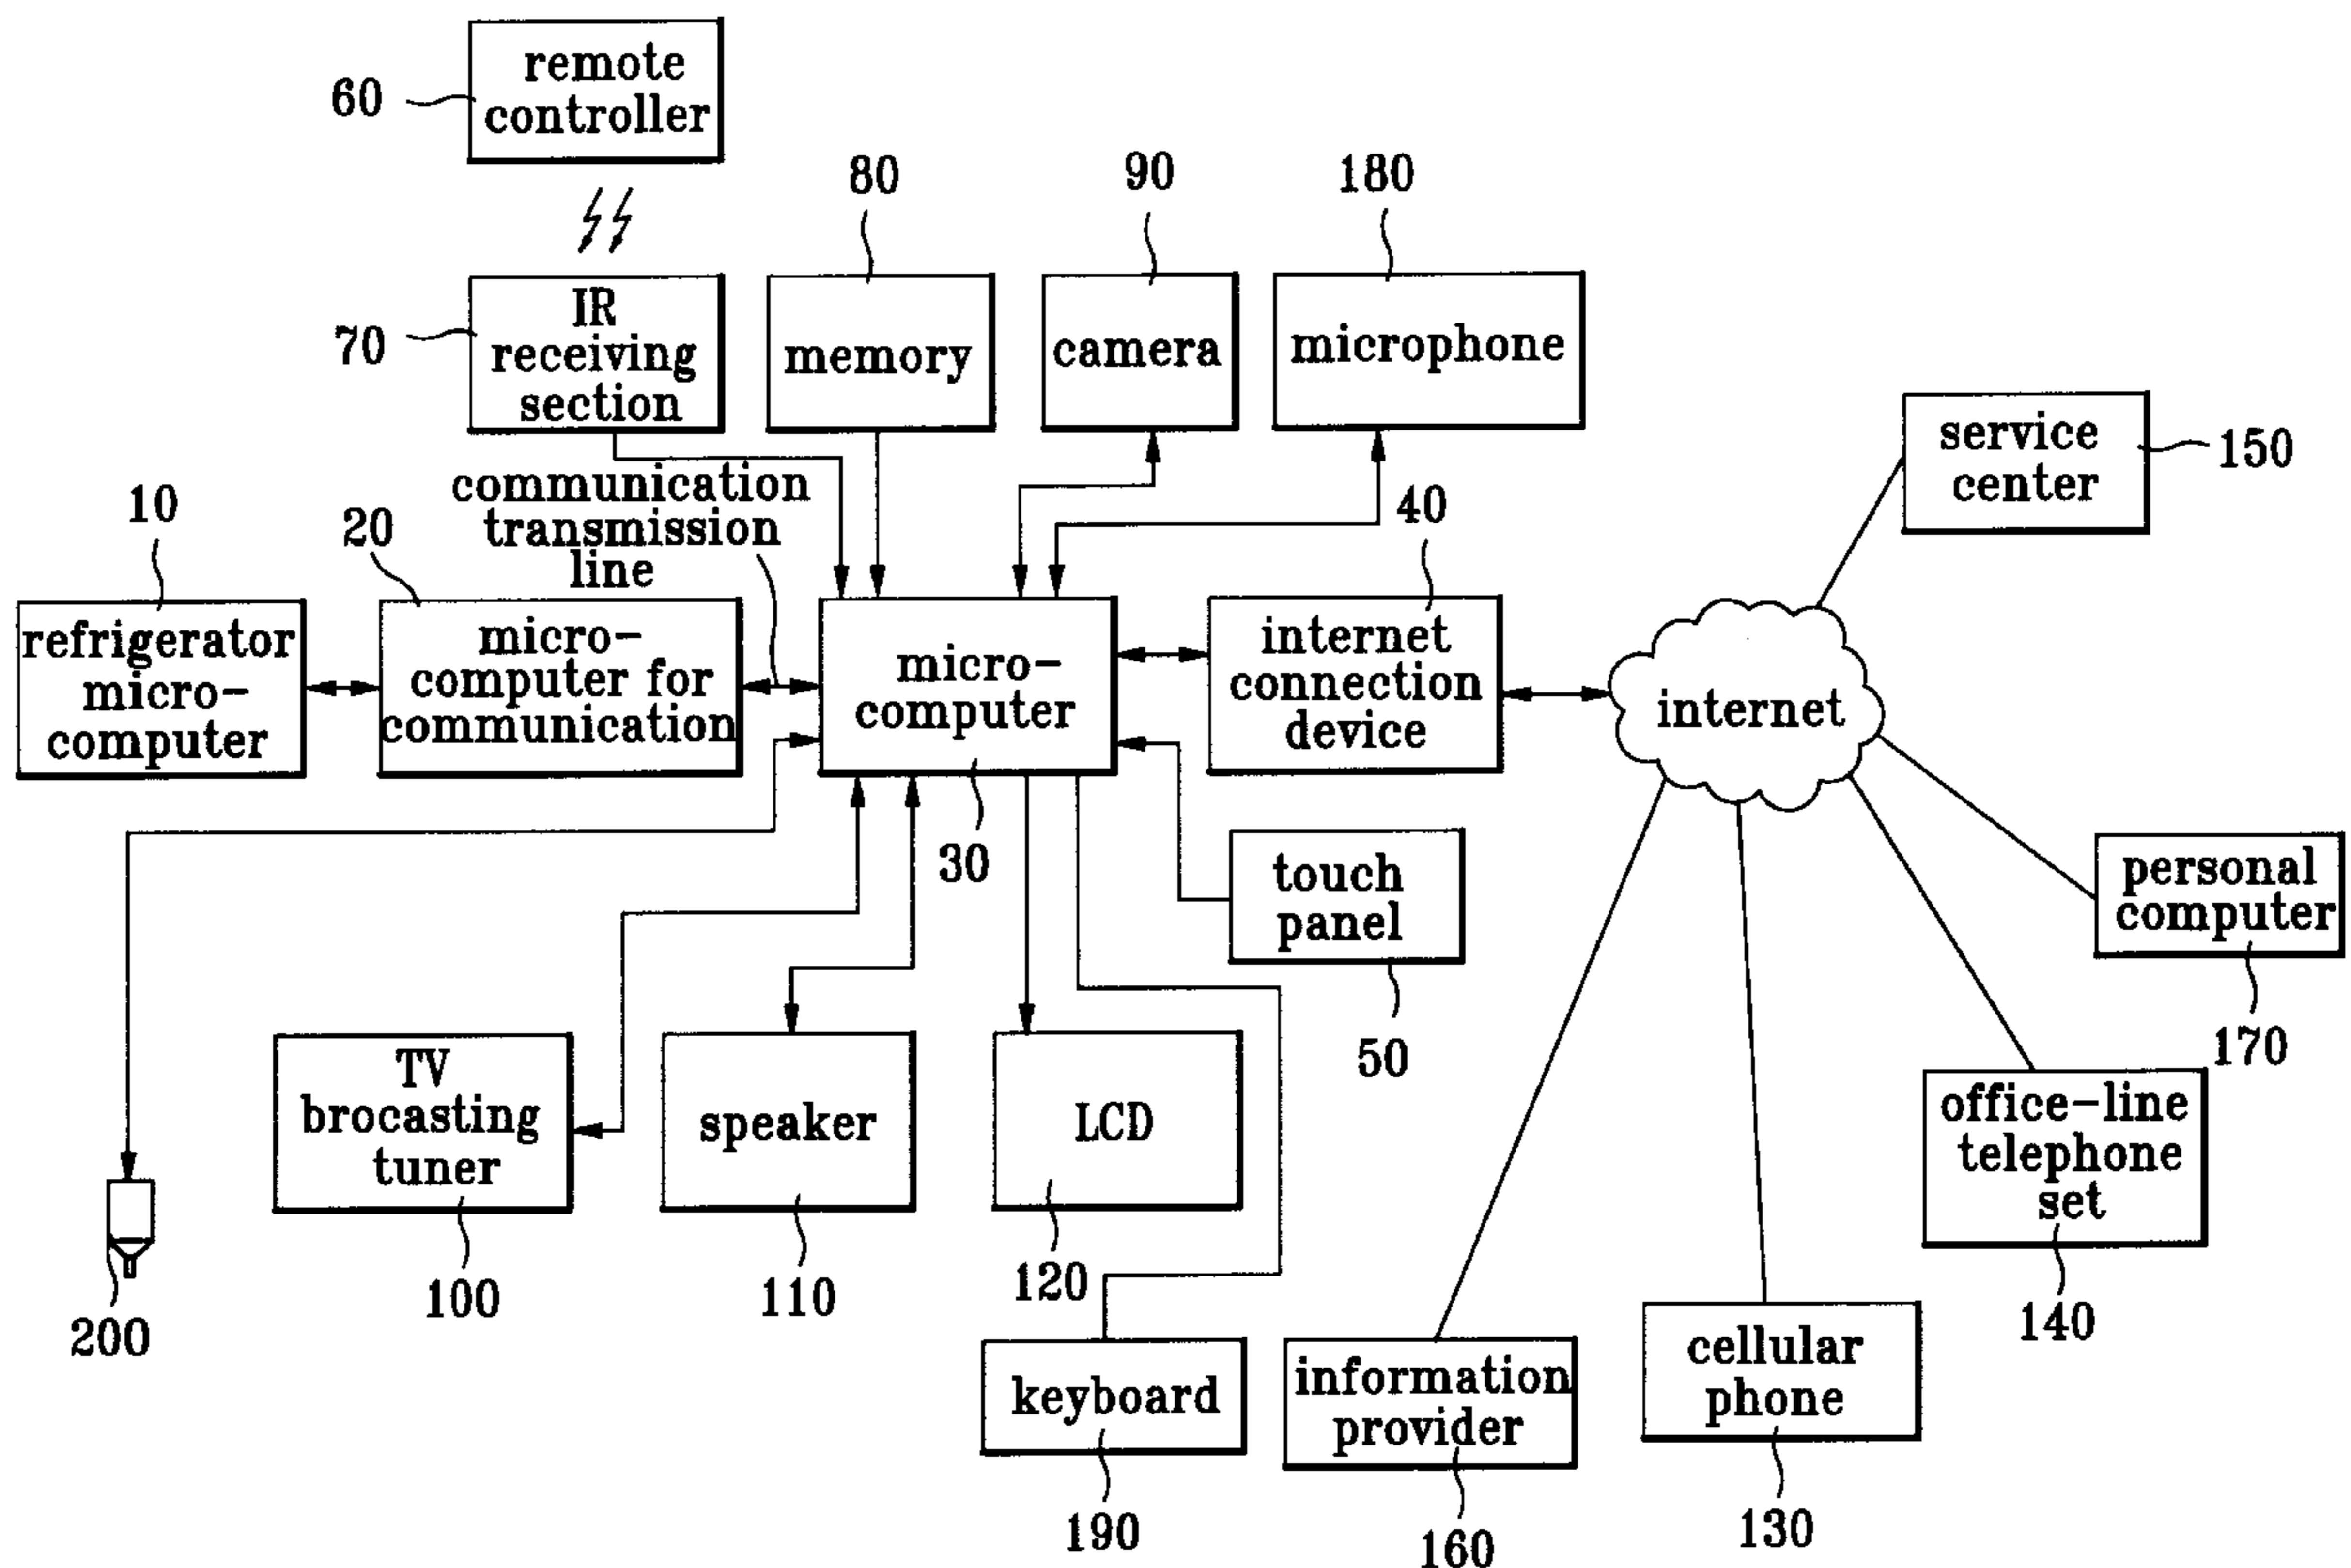 remote
controller
60
80
90
180
IR
receiving
section
70
memory
camera
microphone
service
center
150
communication
transmission
line
10
20
40
refrigerator
micro-
computer
micro-
computer for
communication
micro-
computer
30
internet
connection
device
internet
touch
panel
50
personal
computer
170
TV
brocasting
tuner
100
speaker
110
LCD
120
office-line
telephone
set
140
200
keyboard
190
information
provider
160
cellular
phone
130